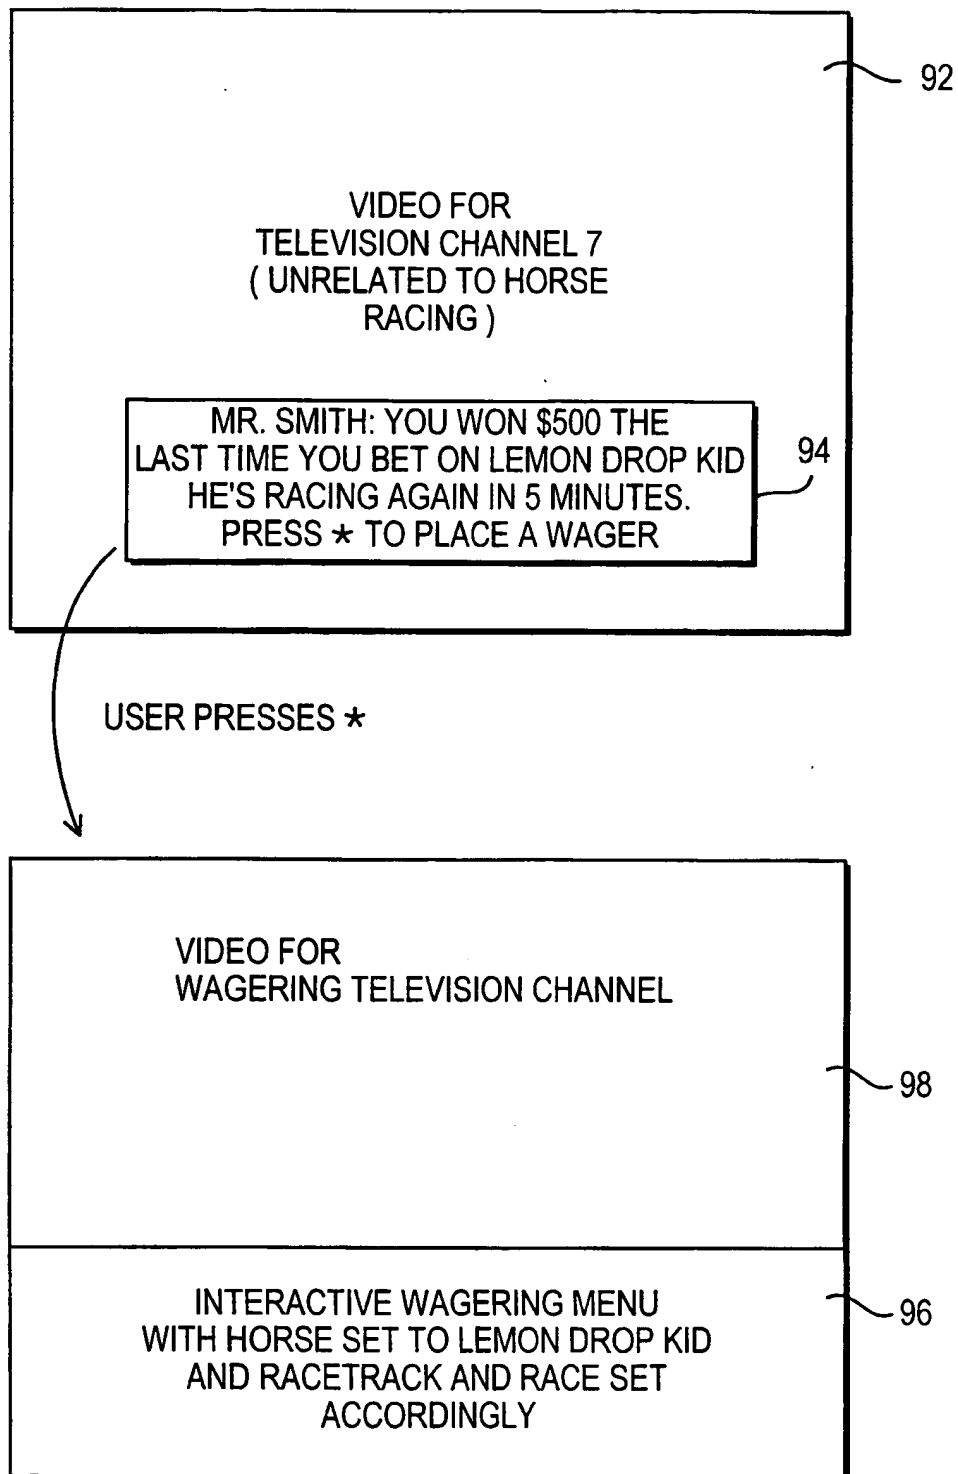 92
VIDEO FOR
TELEVISION CHANNEL 7
( UNRELATED TO HORSE
RACING )
MR. SMITH: YOU WON $500 THE
LAST TIME YOU BET ON LEMON DROP KID
HE'S RACING AGAIN IN 5 MINUTES.
PRESS * TO PLACE A WAGER
94
USER PRESSES *
VIDEO FOR
WAGERING TELEVISION CHANNEL
98
INTERACTIVE WAGERING MENU
WITH HORSE SET TO LEMON DROP KID
AND RACETRACK AND RACE SET
ACCORDINGLY
96